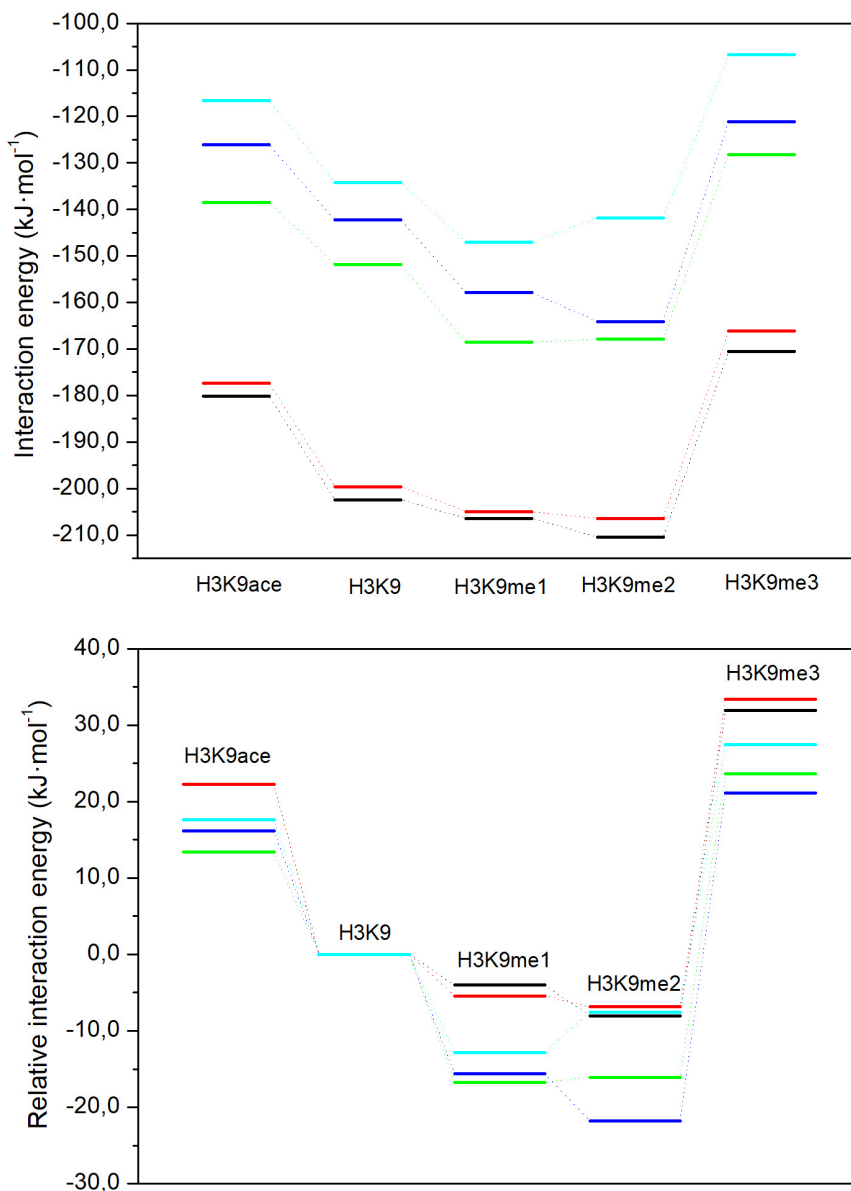 -100,0
-110,0
-120,0
-130,0
-140,0
-150,0
-160,0
-170,0
-180,0
-190,0
-200,0
-210,0
Interaction energy (kJ·mol⁻¹)
H3K9ace H3K9 H3K9me1 H3K9me2 H3K9me3
40,0
30,0
20,0
10,0
0,0
-10,0
-20,0
-30,0
Relative interaction energy (kJ·mol⁻¹)
H3K9ace
H3K9
H3K9me1
H3K9me2
H3K9me3